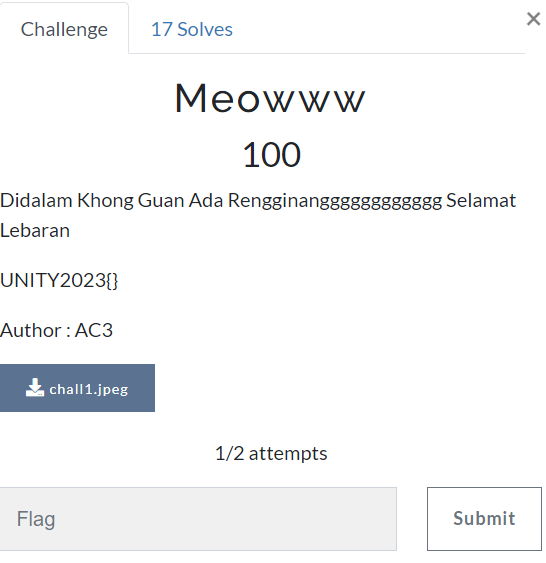 Challenge
17 Solves
×
Meowww
100
Didalam Khong Guan Ada Rengginanggggggggggggg Selamat
Lebaran
UNITY2023{}
Author : AC3
chall1.jpeg
1/2 attempts
Flag
Submit